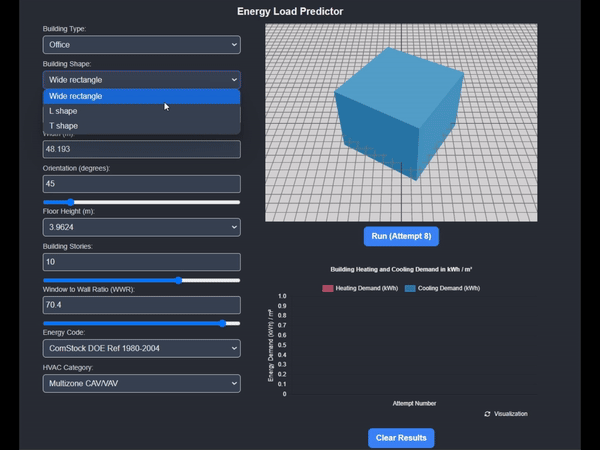 Energy Load Predictor
Building Type:
Office
Building Shape:
Wide rectangle
Wide rectangle
L shape
T shape
48.193
Orientation (degrees):
45
Floor Height (m):
3.9624
Building Stories:
10
Window to Wall Ratio (WWR):
70.4
Energy Code:
ComStock DOE Ref 1980-2004
HVAC Category:
Multizone CAV/VAV
Run (Attempt 8)
Building Heating and Cooling Demand in kWh / m²
Heating Demand (kWh) Cooling Demand (kWh)
Energy Demand (kWh) / m²
1.0
0.9
0.8
0.7
0.6
0.5
0.4
0.3
0.2
0.1
0
Attempt Number
Visualization
Clear Results